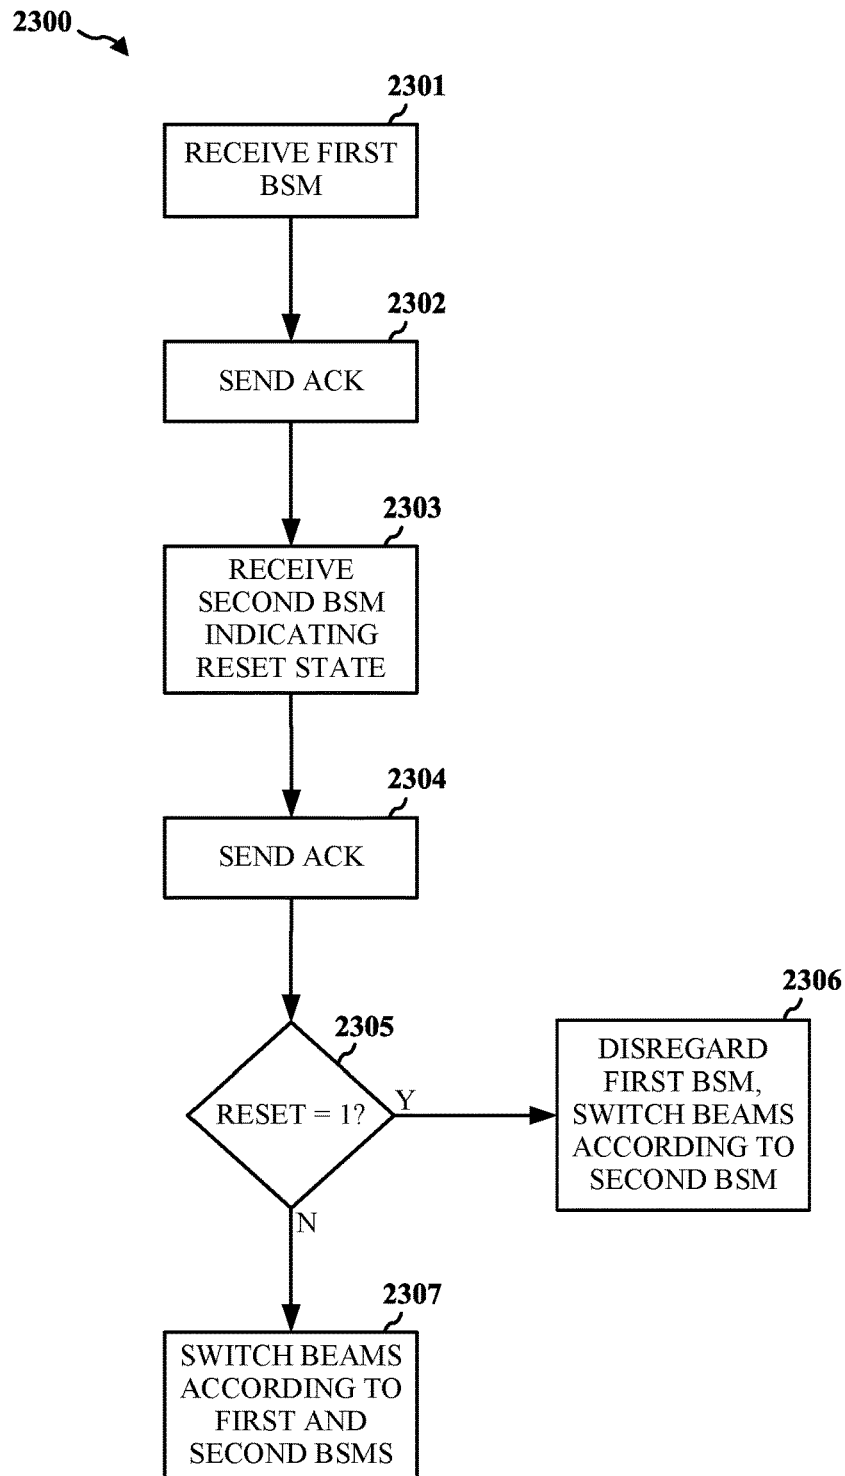 2300
2301
RECEIVE FIRST
BSM
2302
SEND ACK
2303
RECEIVE
SECOND BSM
INDICATING
RESET STATE
2304
SEND ACK
2305
RESET = 1?
Y
N
2306
DISREGARD
FIRST BSM,
SWITCH BEAMS
ACCORDING TO
SECOND BSM
2307
SWITCH BEAMS
ACCORDING TO
FIRST AND
SECOND BSMS